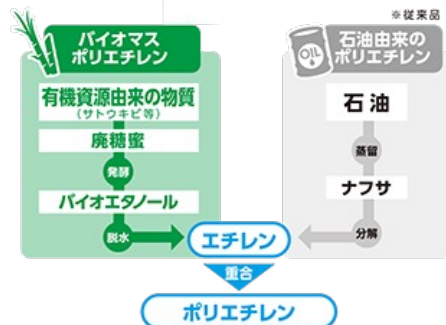 ※従来品
バイオマス
ポリエチレン
有機資源由来の物質
(サトウキビ等)
廃糖蜜
発酵
バイオエタノール
脱水
OIL
石油由来の
ポリエチレン
石油
蒸留
ナフサ
分解
エチレン
重合
ポリエチレン